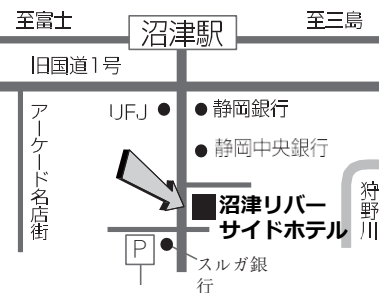 至富士
沼津駅
至三島
旧国道1号
UFJ
静岡銀行
静岡中央銀行
アーケード名店街
狩野川
沼津リバー
サイドホテル
P
スルガ銀
行